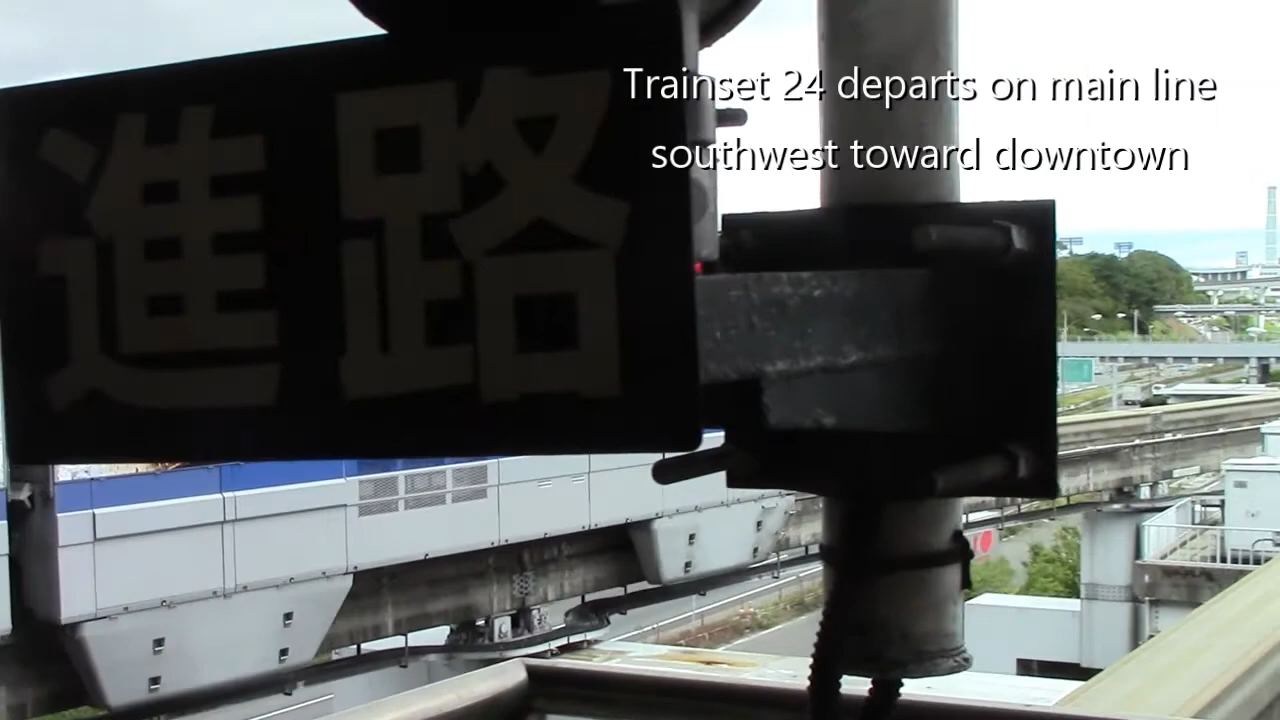 Trainset 24 departs on main line
southwest toward downtown
進路